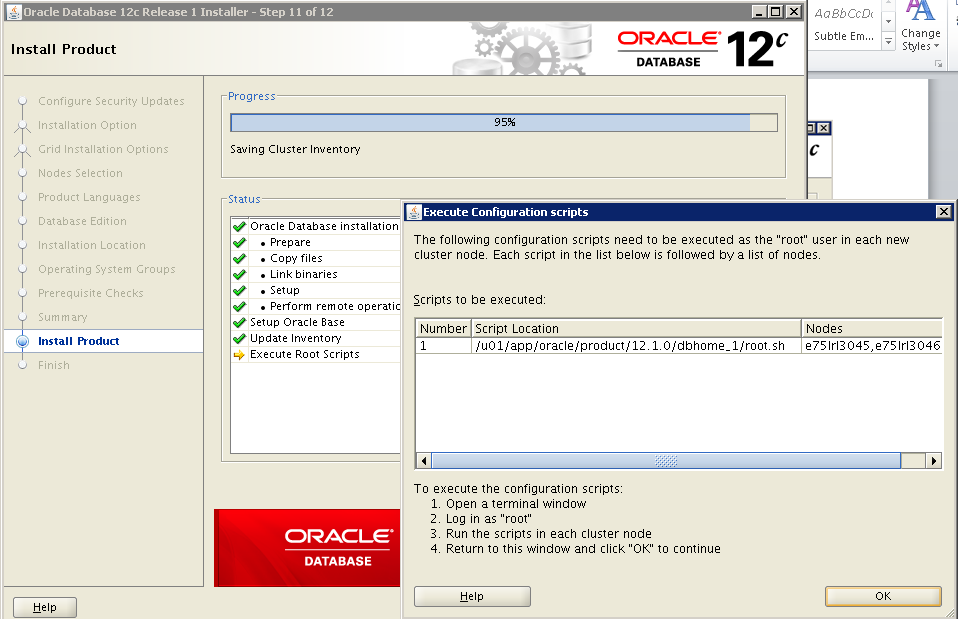 Oracle Database 12c Release 1 Installer - Step 11 of 12
Install Product
ORACLE®
DATABASE
12c
AaBbCcDc
Subtle Em...
Change
Styles
c
Configure Security Updates
Installation Option
Grid Installation Options
Nodes Selection
Product Languages
Database Edition
Installation Location
Operating System Groups
Prerequisite Checks
Summary
Install Product
Finish
Progress
95%
Saving Cluster Inventory
Status
Oracle Database installation
• Prepare
• Copy files
• Link binaries
• Setup
• Perform remote operatio
Setup Oracle Base
Update Inventory
Execute Root Scripts
ORACLE®
DATABASE
Help
Execute Configuration scripts
The following configuration scripts need to be executed as the "root" user in each new
cluster node. Each script in the list below is followed by a list of nodes.
Scripts to be executed:
Number Script Location Nodes
1 /u01/app/oracle/product/12.1.0/dbhome_1/root.sh e75lrl3045,e75lrl3046
To execute the configuration scripts:
1. Open a terminal window
2. Log in as "root"
3. Run the scripts in each cluster node
4. Return to this window and click "OK" to continue
Help
OK